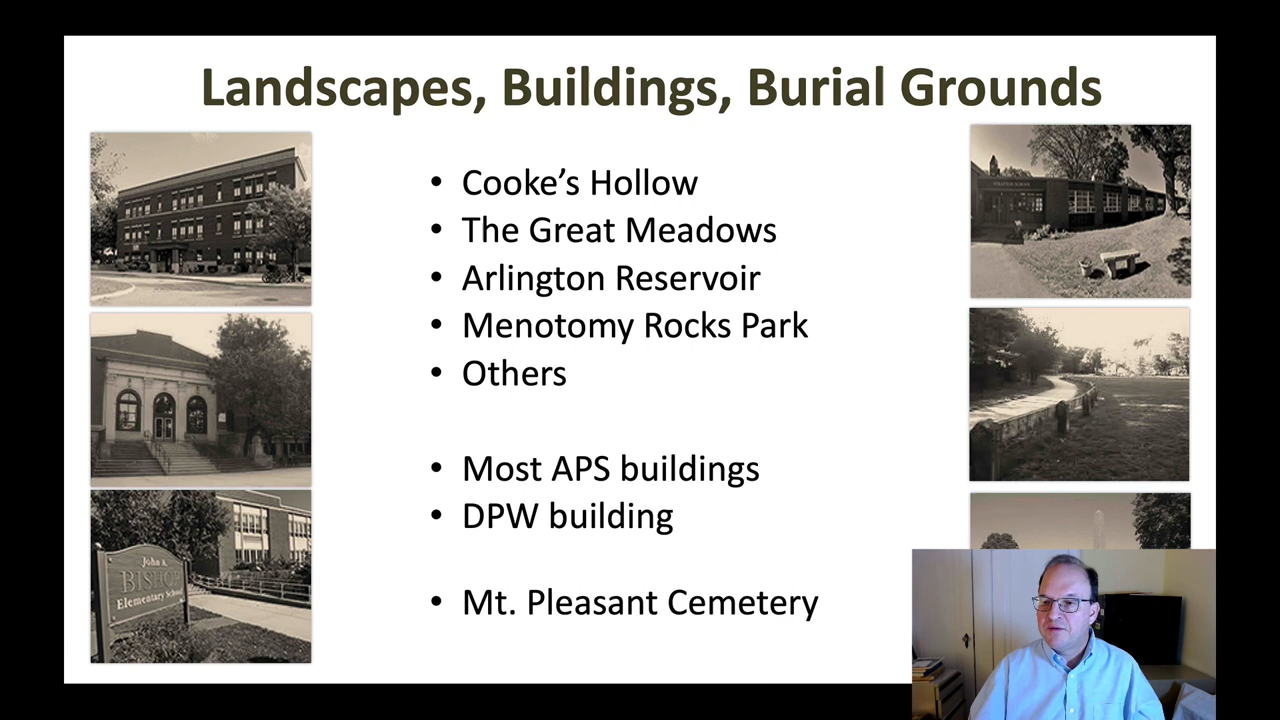 Landscapes, Buildings, Burial Grounds
• Cooke’s Hollow
• The Great Meadows
• Arlington Reservoir
• Menotomy Rocks Park
• Others
• Most APS buildings
• DPW building
• Mt. Pleasant Cemetery
John A.
BISHOP
Elementary School